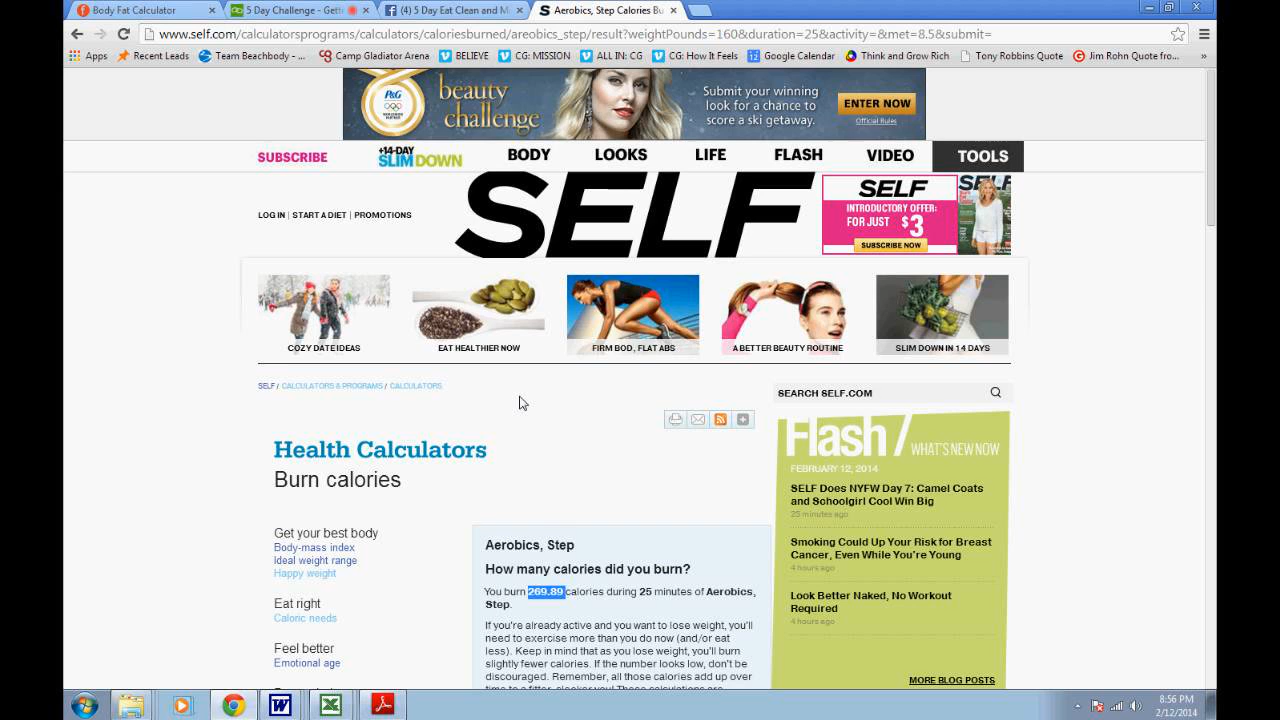 Body Fat Calculator
5 Day Challenge - Gett
(4) 5 Day Eat Clean and M
Aerobics, Step Calories Bu
www.self.com/calculatorsprograms/calculators/caloriesburned/areobics_step/result?weightPounds=160&duration=25&activity=&met=8.5&submit=
Apps
Recent Leads
Team Beachbody - ...
Camp Gladiator Arena
BELIEVE
CG: MISSION
ALL IN: CG
CG: How It Feels
Google Calendar
Think and Grow Rich
Tony Robbins Quote
Jim Rohn Quote fro...
»
P&G
beauty
challenge
Submit your winning
look for a chance to
score a ski getaway.
ENTER NOW
Official Rules
SUBSCRIBE
+14-DAY
SLIM DOWN
BODY
LOOKS
LIFE
FLASH
VIDEO
TOOLS
LOG IN | START A DIET | PROMOTIONS
SELF
SELF
INTRODUCTORY OFFER:
FOR JUST $3
SUBSCRIBE NOW
SELF
COZY DATE IDEAS
EAT HEALTHIER NOW
FIRM BOD, FLAT ABS
A BETTER BEAUTY ROUTINE
SLIM DOWN IN 14 DAYS
SELF / CALCULATORS & PROGRAMS / CALCULATORS
SEARCH SELF.COM
Health Calculators
Burn calories
Get your best body
Body-mass index
Ideal weight range
Happy weight
Eat right
Caloric needs
Feel better
Emotional age
Aerobics, Step
How many calories did you burn?
You burn 269.89 calories during 25 minutes of Aerobics,
Step.
If you're already active and you want to lose weight, you'll
need to exercise more than you do now (and/or eat
less). Keep in mind that as you lose weight, you'll burn
slightly fewer calories. If the number looks low, don't be
discouraged. Remember, all those calories add up over
Flash / WHAT'S NEW NOW
FEBRUARY 12, 2014
SELF Does NYFW Day 7: Camel Coats
and Schoolgirl Cool Win Big
25 minutes ago
Smoking Could Up Your Risk for Breast
Cancer, Even While You're Young
4 hours ago
Look Better Naked, No Workout
Required
4 hours ago
MORE BLOG POSTS
8:56 PM
2/12/2014